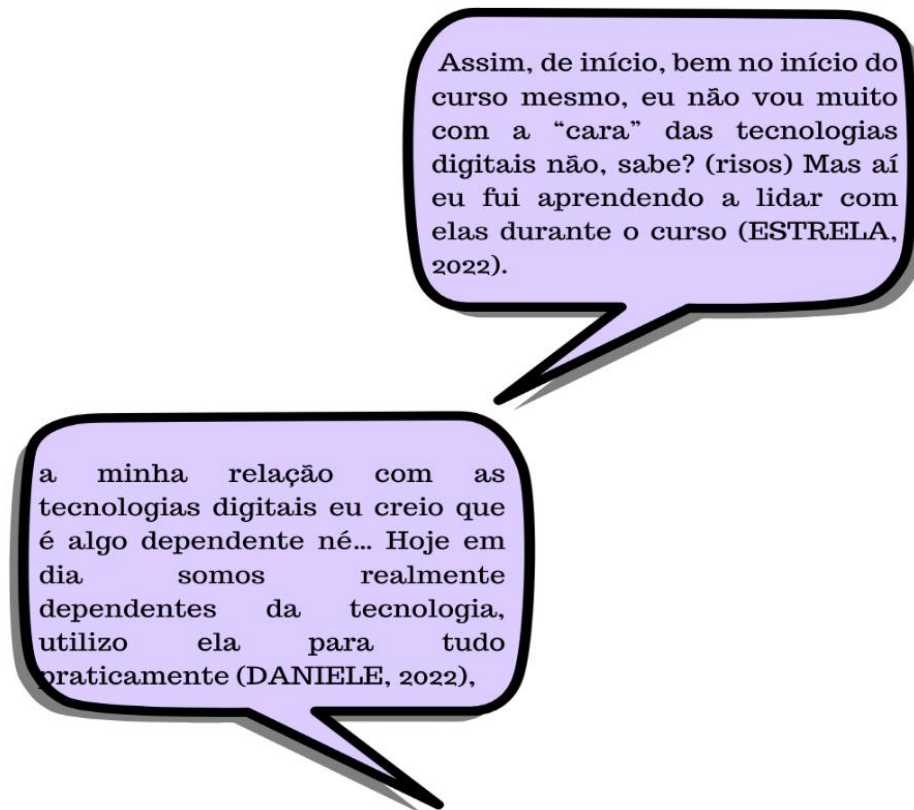 Assim, de início, bem no início do
curso mesmo, eu não vou muito
com a “cara” das tecnologias
digitais não, sabe? (risos) Mas aí
eu fui aprendendo a lidar com
elas durante o curso (ESTRELA,
2022).
a minha relação com as
tecnologias digitais eu creio que
é algo dependente né... Hoje em
dia somos realmente
dependentes da tecnologia,
utilizo ela para tudo
praticamente (DANIELE, 2022),